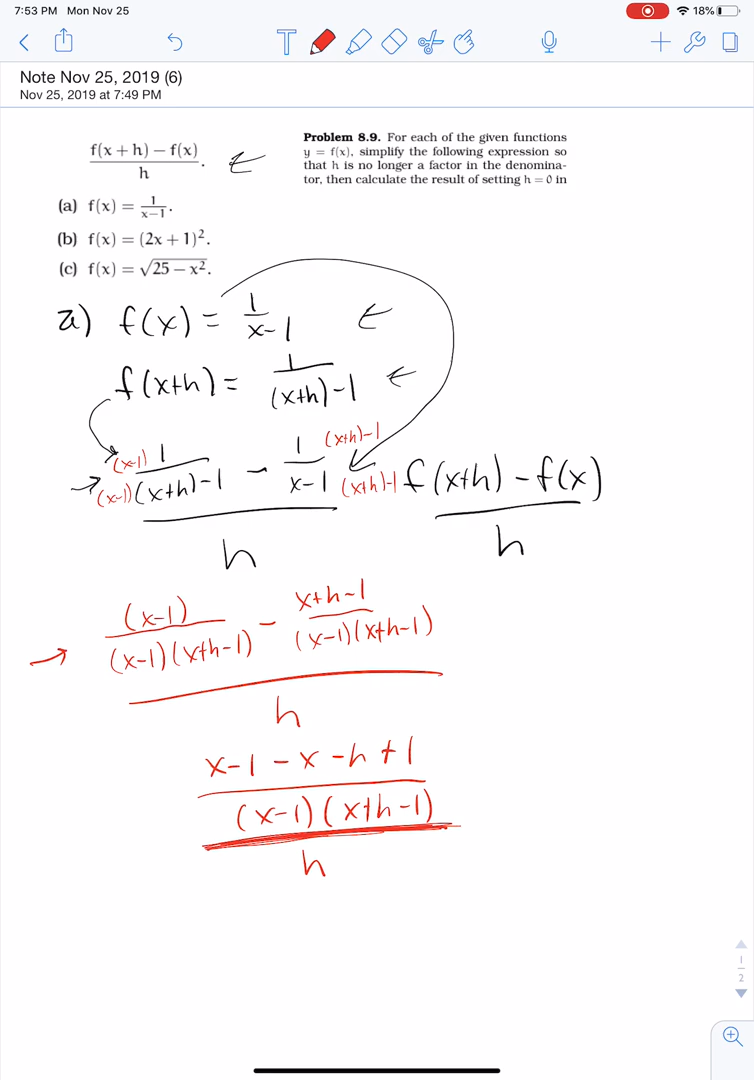 7:53 PM Mon Nov 25
18%
T
Note Nov 25, 2019 (6)
Nov 25, 2019 at 7:49 PM
f(x + h) − f(x)
h
.
Problem 8.9. For each of the given functions
y = f(x), simplify the following expression so
that h is no longer a factor in the denomina-
tor, then calculate the result of setting h = 0 in
(a) f(x) = 1/(x−1).
(b) f(x) = (2x + 1)².
(c) f(x) = √(25 − x²).
a) f(x) = 1/(x-1) ←
f(x+h) = 1/((x+h)-1) ←
(x-1) 1 - 1 (x+h)-1
→ (x-1) (x+h)-1 x-1 (x+h)-1
h
f(x+h) - f(x)
h
(x-1) - x+h-1
→ (x-1)(x+h-1) (x-1)(x+h-1)
h
x-1-x-h+1
(x-1)(x+h-1)
h
1
2